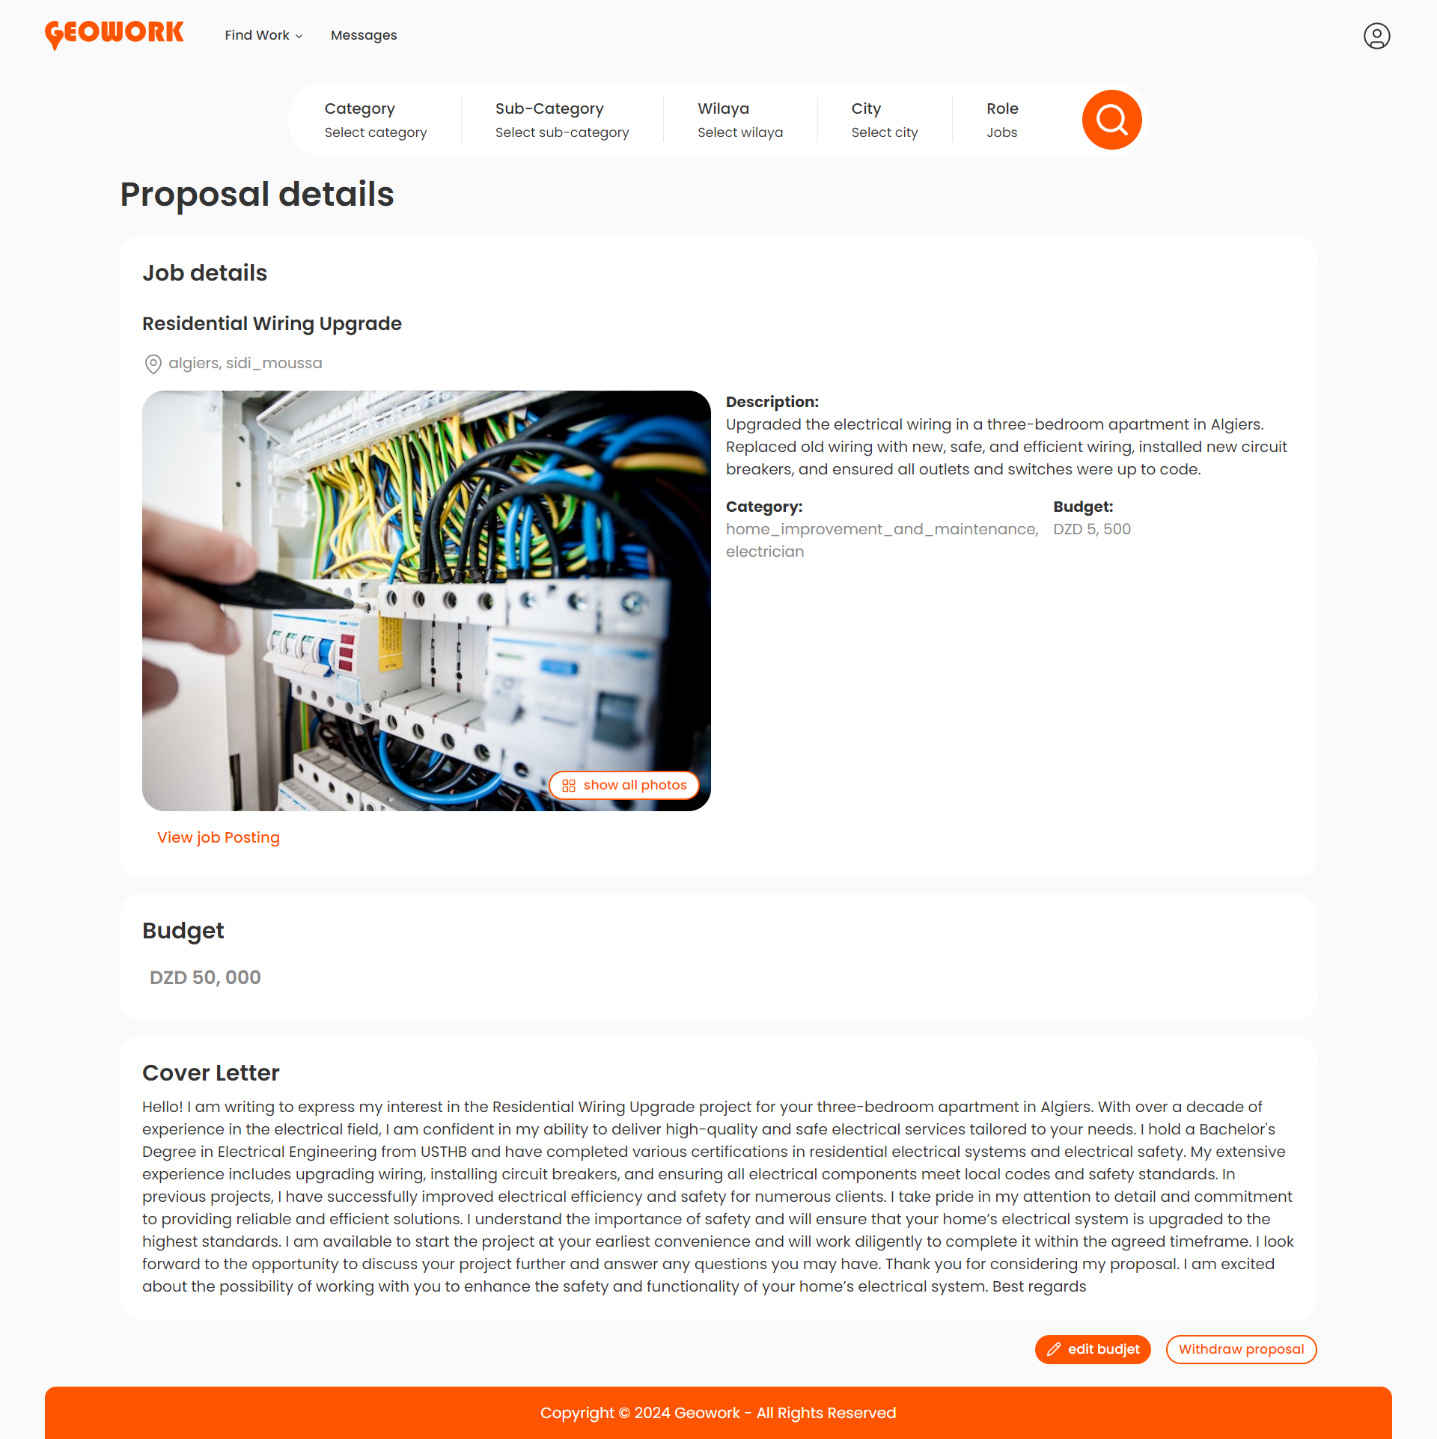 GEOWORK
Find Work
Messages
Category
Select category
Sub-Category
Select sub-category
Wilaya
Select wilaya
City
Select city
Role
Jobs
Proposal details
Job details
Residential Wiring Upgrade
algiers, sidi_moussa
show all photos
Description:
Upgraded the electrical wiring in a three-bedroom apartment in Algiers.
Replaced old wiring with new, safe, and efficient wiring, installed new circuit
breakers, and ensured all outlets and switches were up to code.
Category:
home_improvement_and_maintenance,
electrician
Budget:
DZD 5, 500
View job Posting
Budget
DZD 50, 000
Cover Letter
Hello! I am writing to express my interest in the Residential Wiring Upgrade project for your three-bedroom apartment in Algiers. With over a decade of
experience in the electrical field, I am confident in my ability to deliver high-quality and safe electrical services tailored to your needs. I hold a Bachelor's
Degree in Electrical Engineering from USTHB and have completed various certifications in residential electrical systems and electrical safety. My extensive
experience includes upgrading wiring, installing circuit breakers, and ensuring all electrical components meet local codes and safety standards. In
previous projects, I have successfully improved electrical efficiency and safety for numerous clients. I take pride in my attention to detail and commitment
to providing reliable and efficient solutions. I understand the importance of safety and will ensure that your home’s electrical system is upgraded to the
highest standards. I am available to start the project at your earliest convenience and will work diligently to complete it within the agreed timeframe. I look
forward to the opportunity to discuss your project further and answer any questions you may have. Thank you for considering my proposal. I am excited
about the possibility of working with you to enhance the safety and functionality of your home’s electrical system. Best regards
edit budjet
Withdraw proposal
Copyright © 2024 Geowork - All Rights Reserved